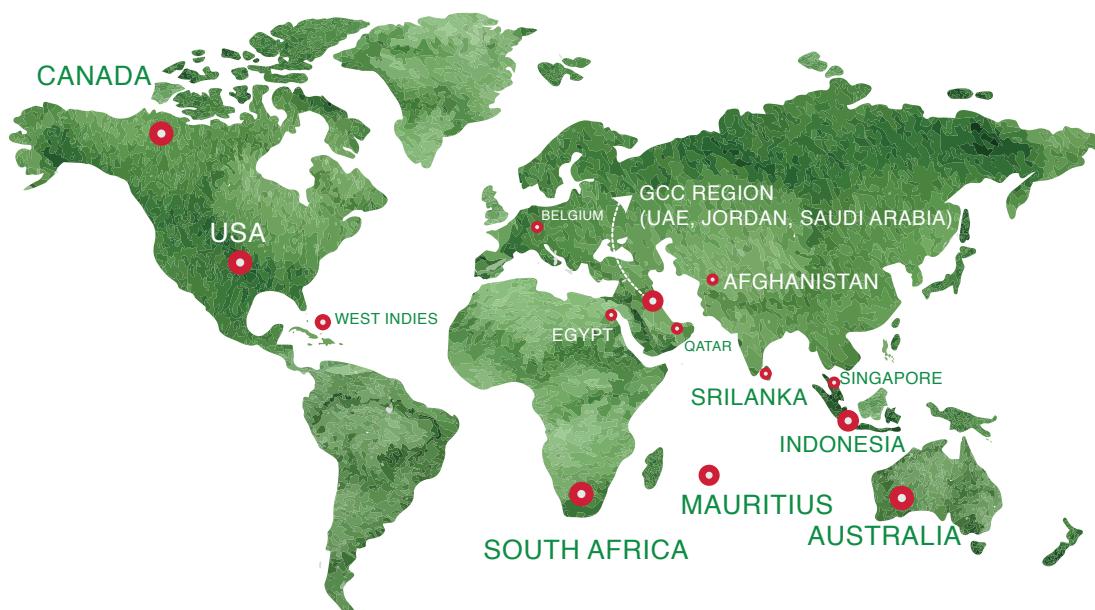 CANADA
GCC REGION
(UAE, JORDAN, SAUDI ARABIA)
BELGIUM
USA
AFGHANISTAN
WEST INDIES
EGYPT
QATAR
SINGAPORE
SRILANKA
INDONESIA
MAURITIUS
AUSTRALIA
SOUTH AFRICA